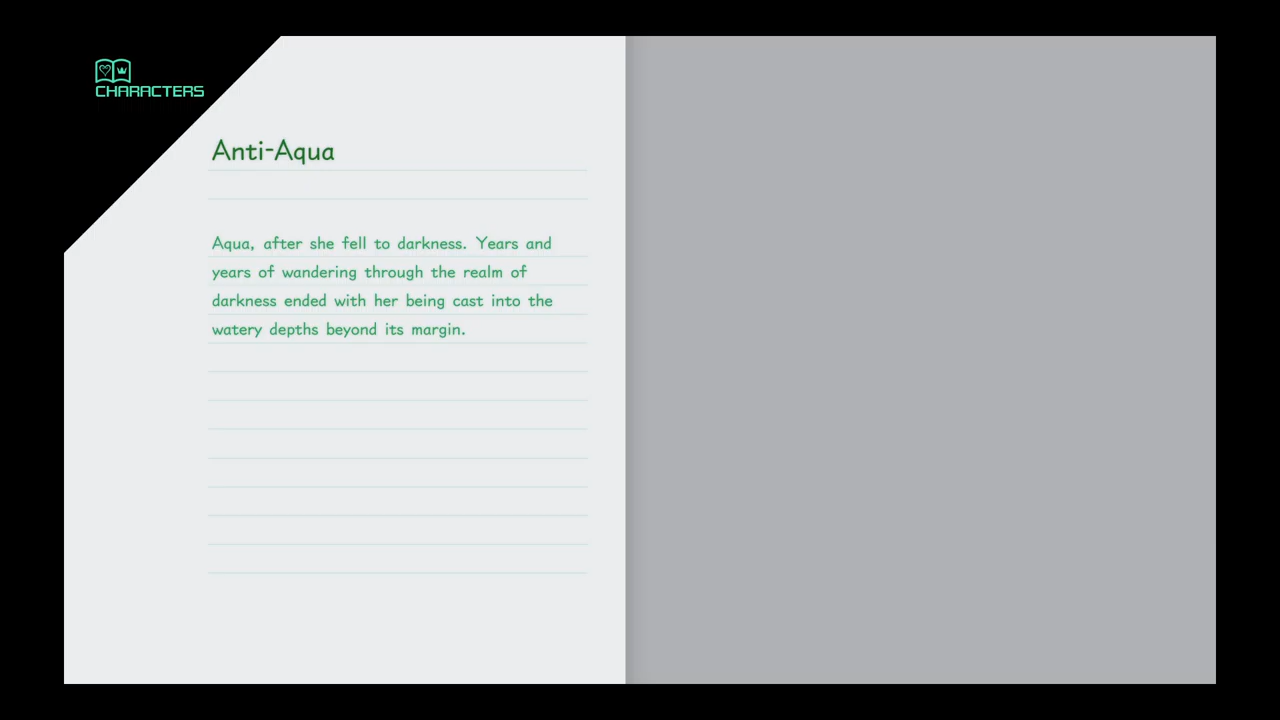 CHARACTERS
Anti-Aqua
Aqua, after she fell to darkness. Years and
years of wandering through the realm of
darkness ended with her being cast into the
watery depths beyond its margin.